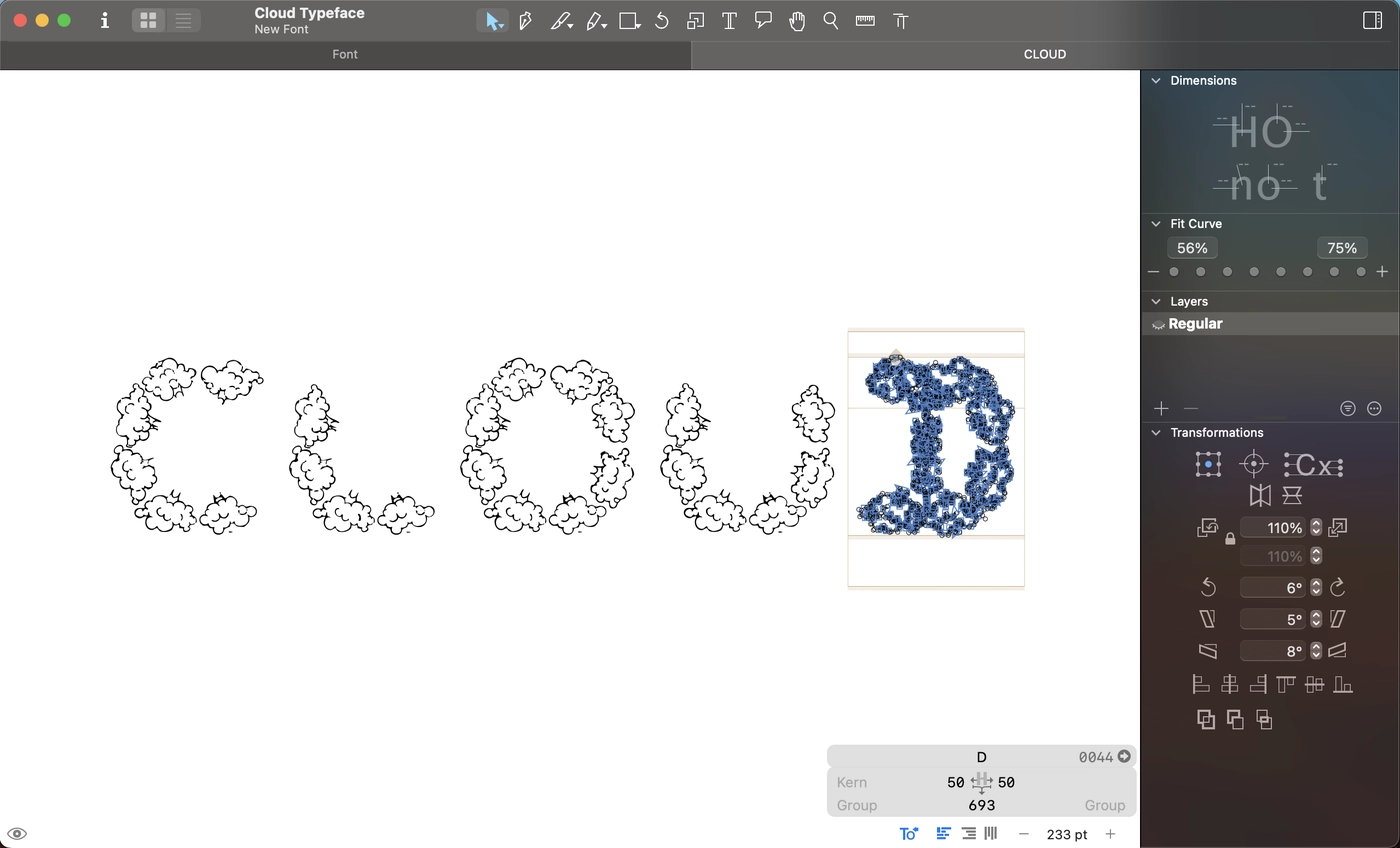 Cloud Typeface
New Font
Font
CLOUD
Dimensions
HO
no t
Fit Curve
56% 75%
Layers
Regular
CLOUD
Transformations
Cx
110%
110%
6°
5°
8°
D 0044
Kern 50 H 50
Group 693 Group
233 pt